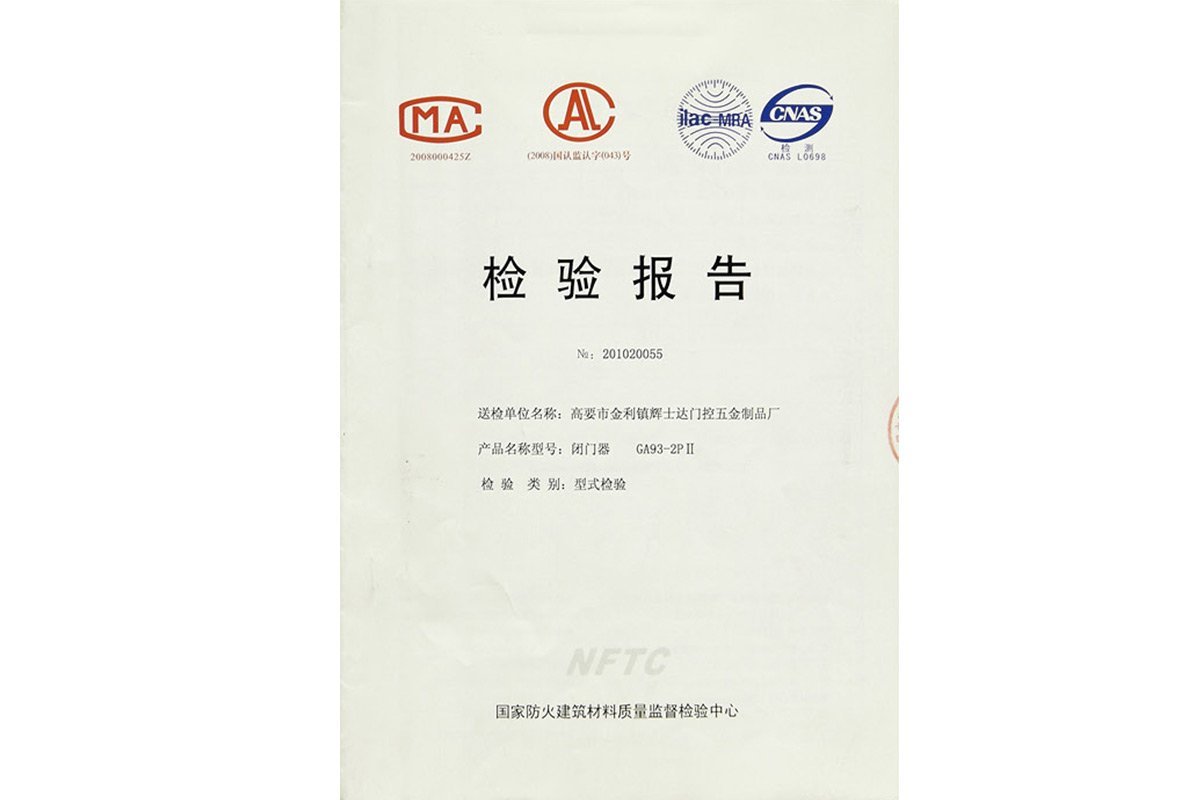 CMA
2008000425Z
CAL
(2008)国认监认字(043)号
ilac-MRA
CNAS
检 测
CNAS L0698
检验报告
№: 201020055
送检单位名称: 高要市金利镇辉士达门控五金制品厂
产品名称型号: 闭门器 GA93-2PⅡ
检 验 类 别: 型式检验
NFTC
国家防火建筑材料质量监督检验中心